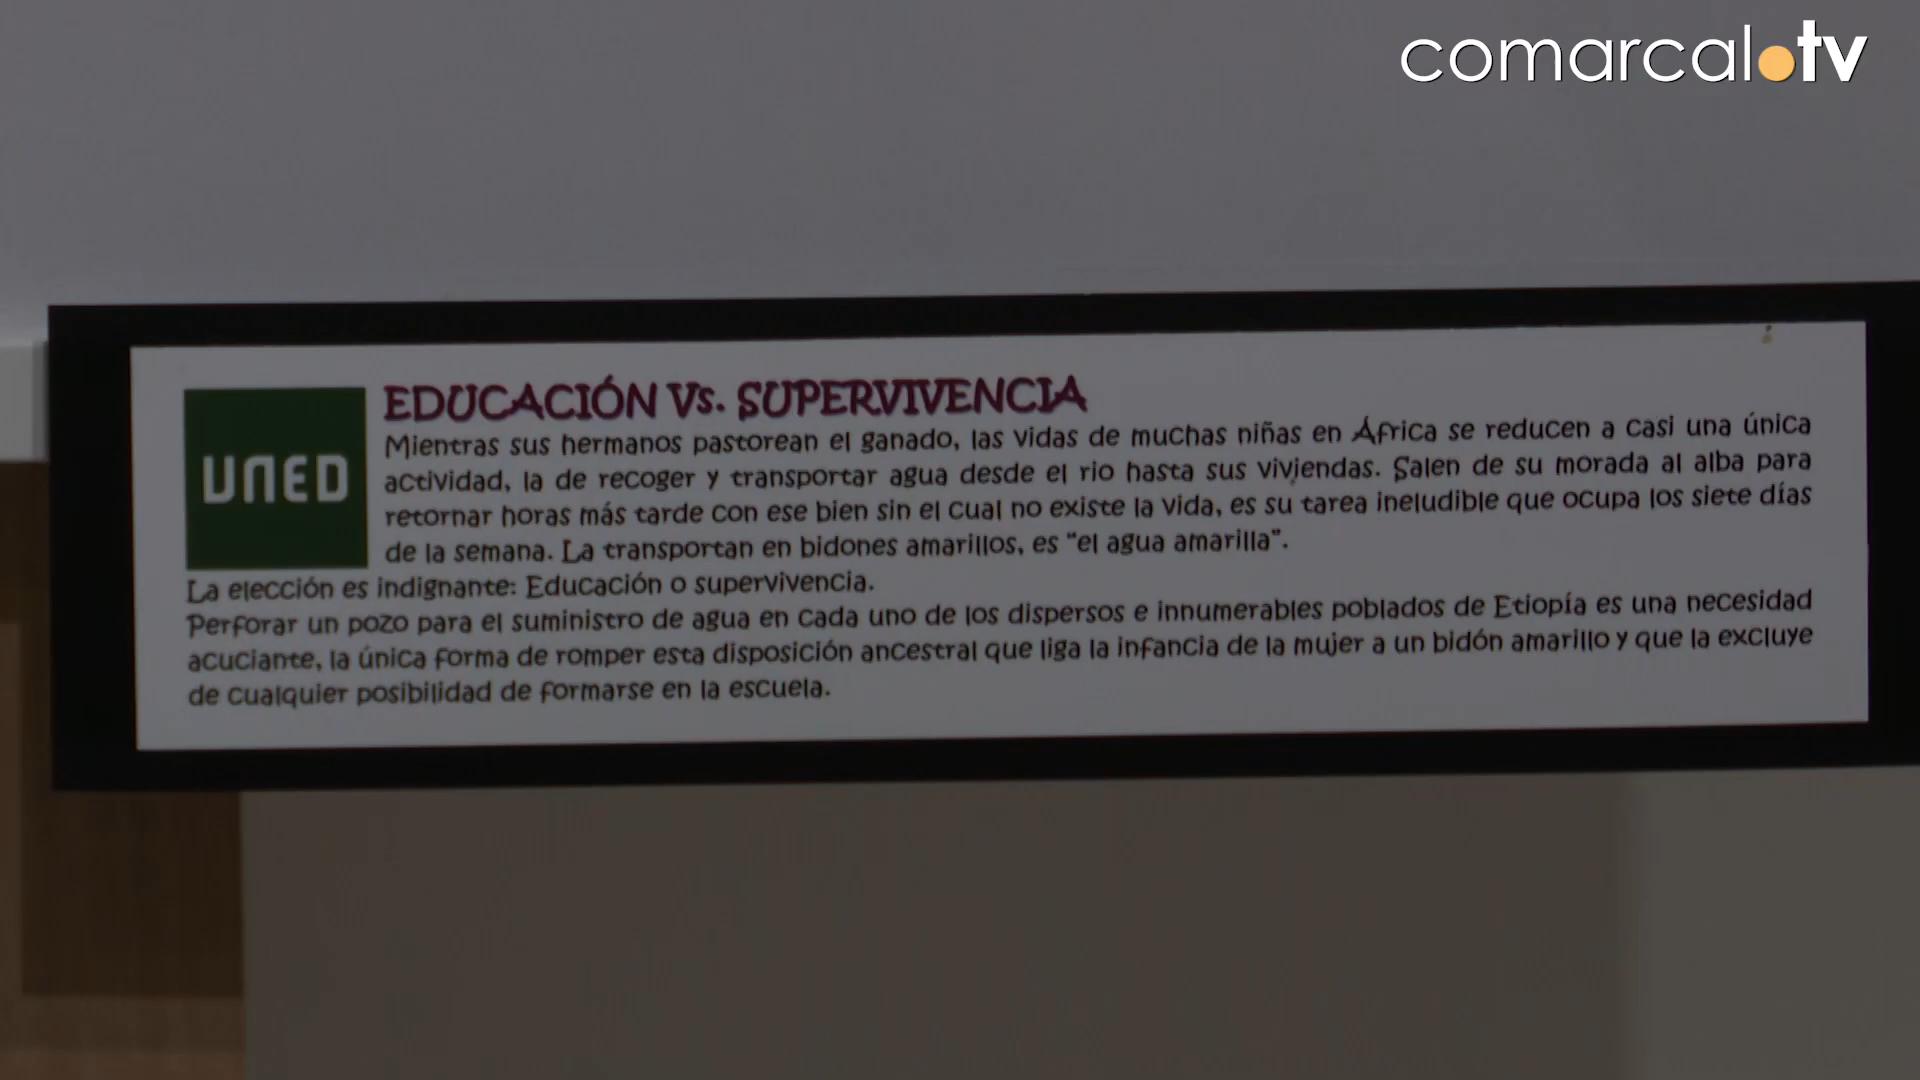 comarcal.tv
UNED
EDUCACIÓN Vs. SUPERVIVENCIA
Mientras sus hermanos pastorean el ganado, las vidas de muchas niñas en África se reducen a casi una única
actividad, la de recoger y transportar agua desde el rio hasta sus viviendas. Salen de su morada al alba para
retornar horas más tarde con ese bien sin el cual no existe la vida, es su tarea ineludible que ocupa los siete días
de la semana. La transportan en bidones amarillos, es "el agua amarilla".
La elección es indignante: Educación o supervivencia.
Perforar un pozo para el suministro de agua en cada uno de los dispersos e innumerables poblados de Etiopía es una necesidad
acuciante, la única forma de romper esta disposición ancestral que liga la infancia de la mujer a un bidón amarillo y que la excluye
de cualquier posibilidad de formarse en la escuela.